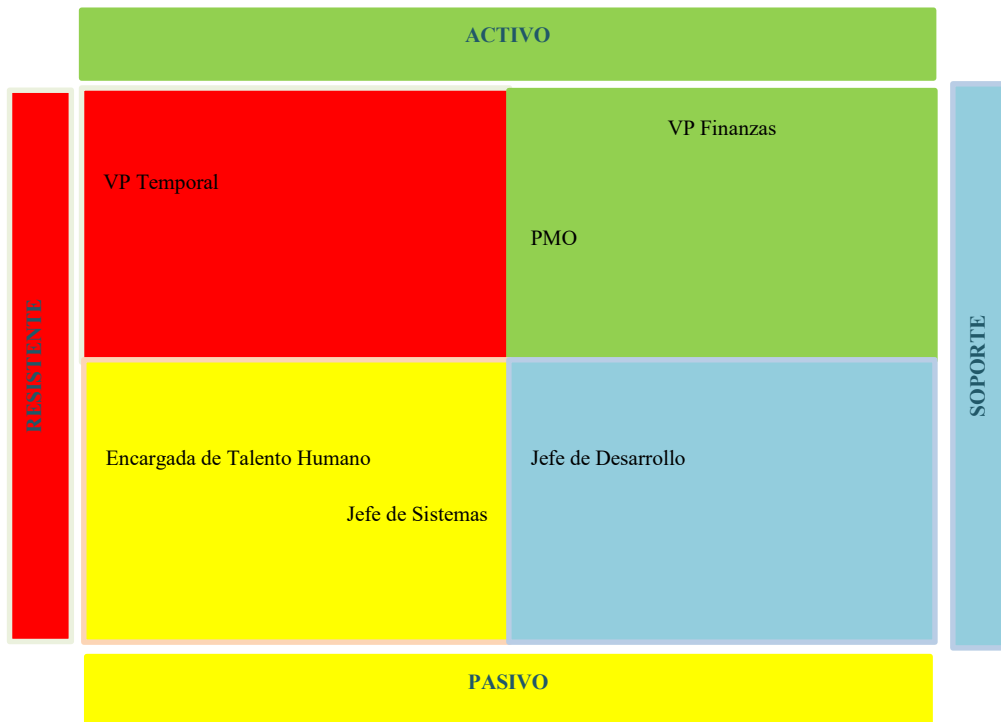 ACTIVO
VP Finanzas
VP Temporal
PMO
RESISTENTE
SOPORTE
Encargada de Talento Humano
Jefe de Desarrollo
Jefe de Sistemas
PASIVO